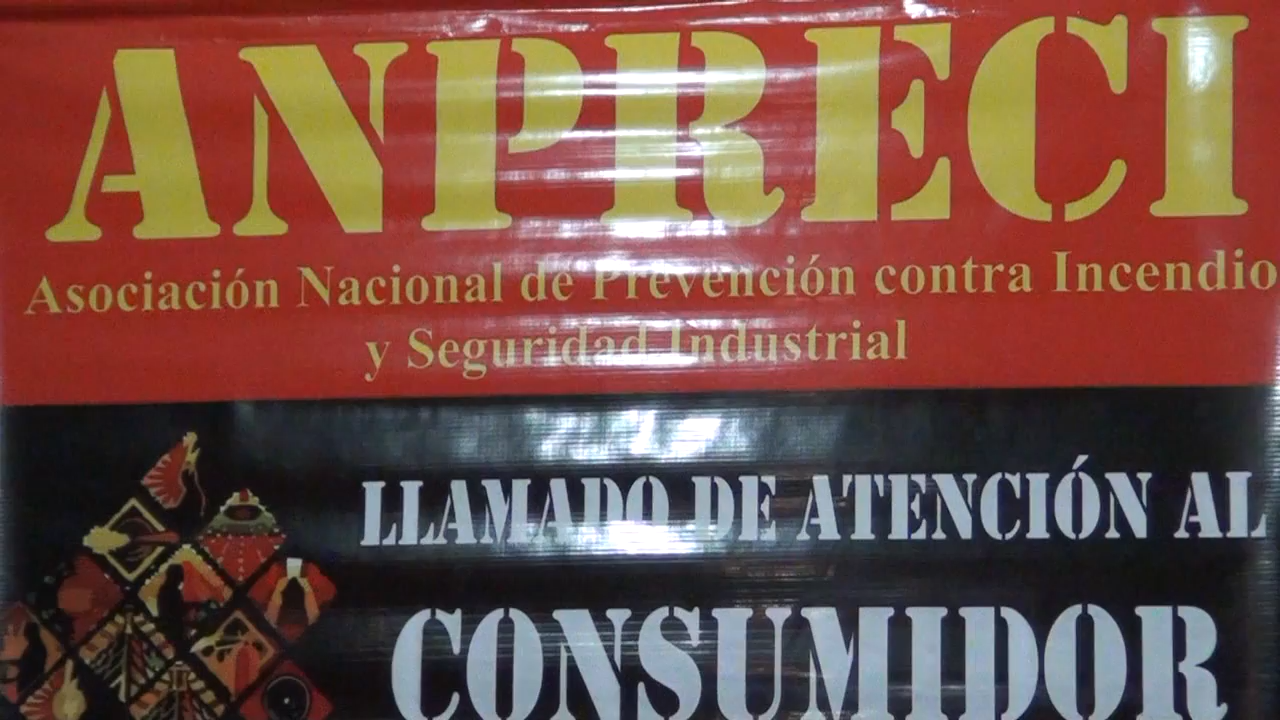 ANPRECI
Asociación Nacional de Prevención contra Incendio
y Seguridad Industrial
LLAMADO DE ATENCIÓN AL
CONSUMIDOR